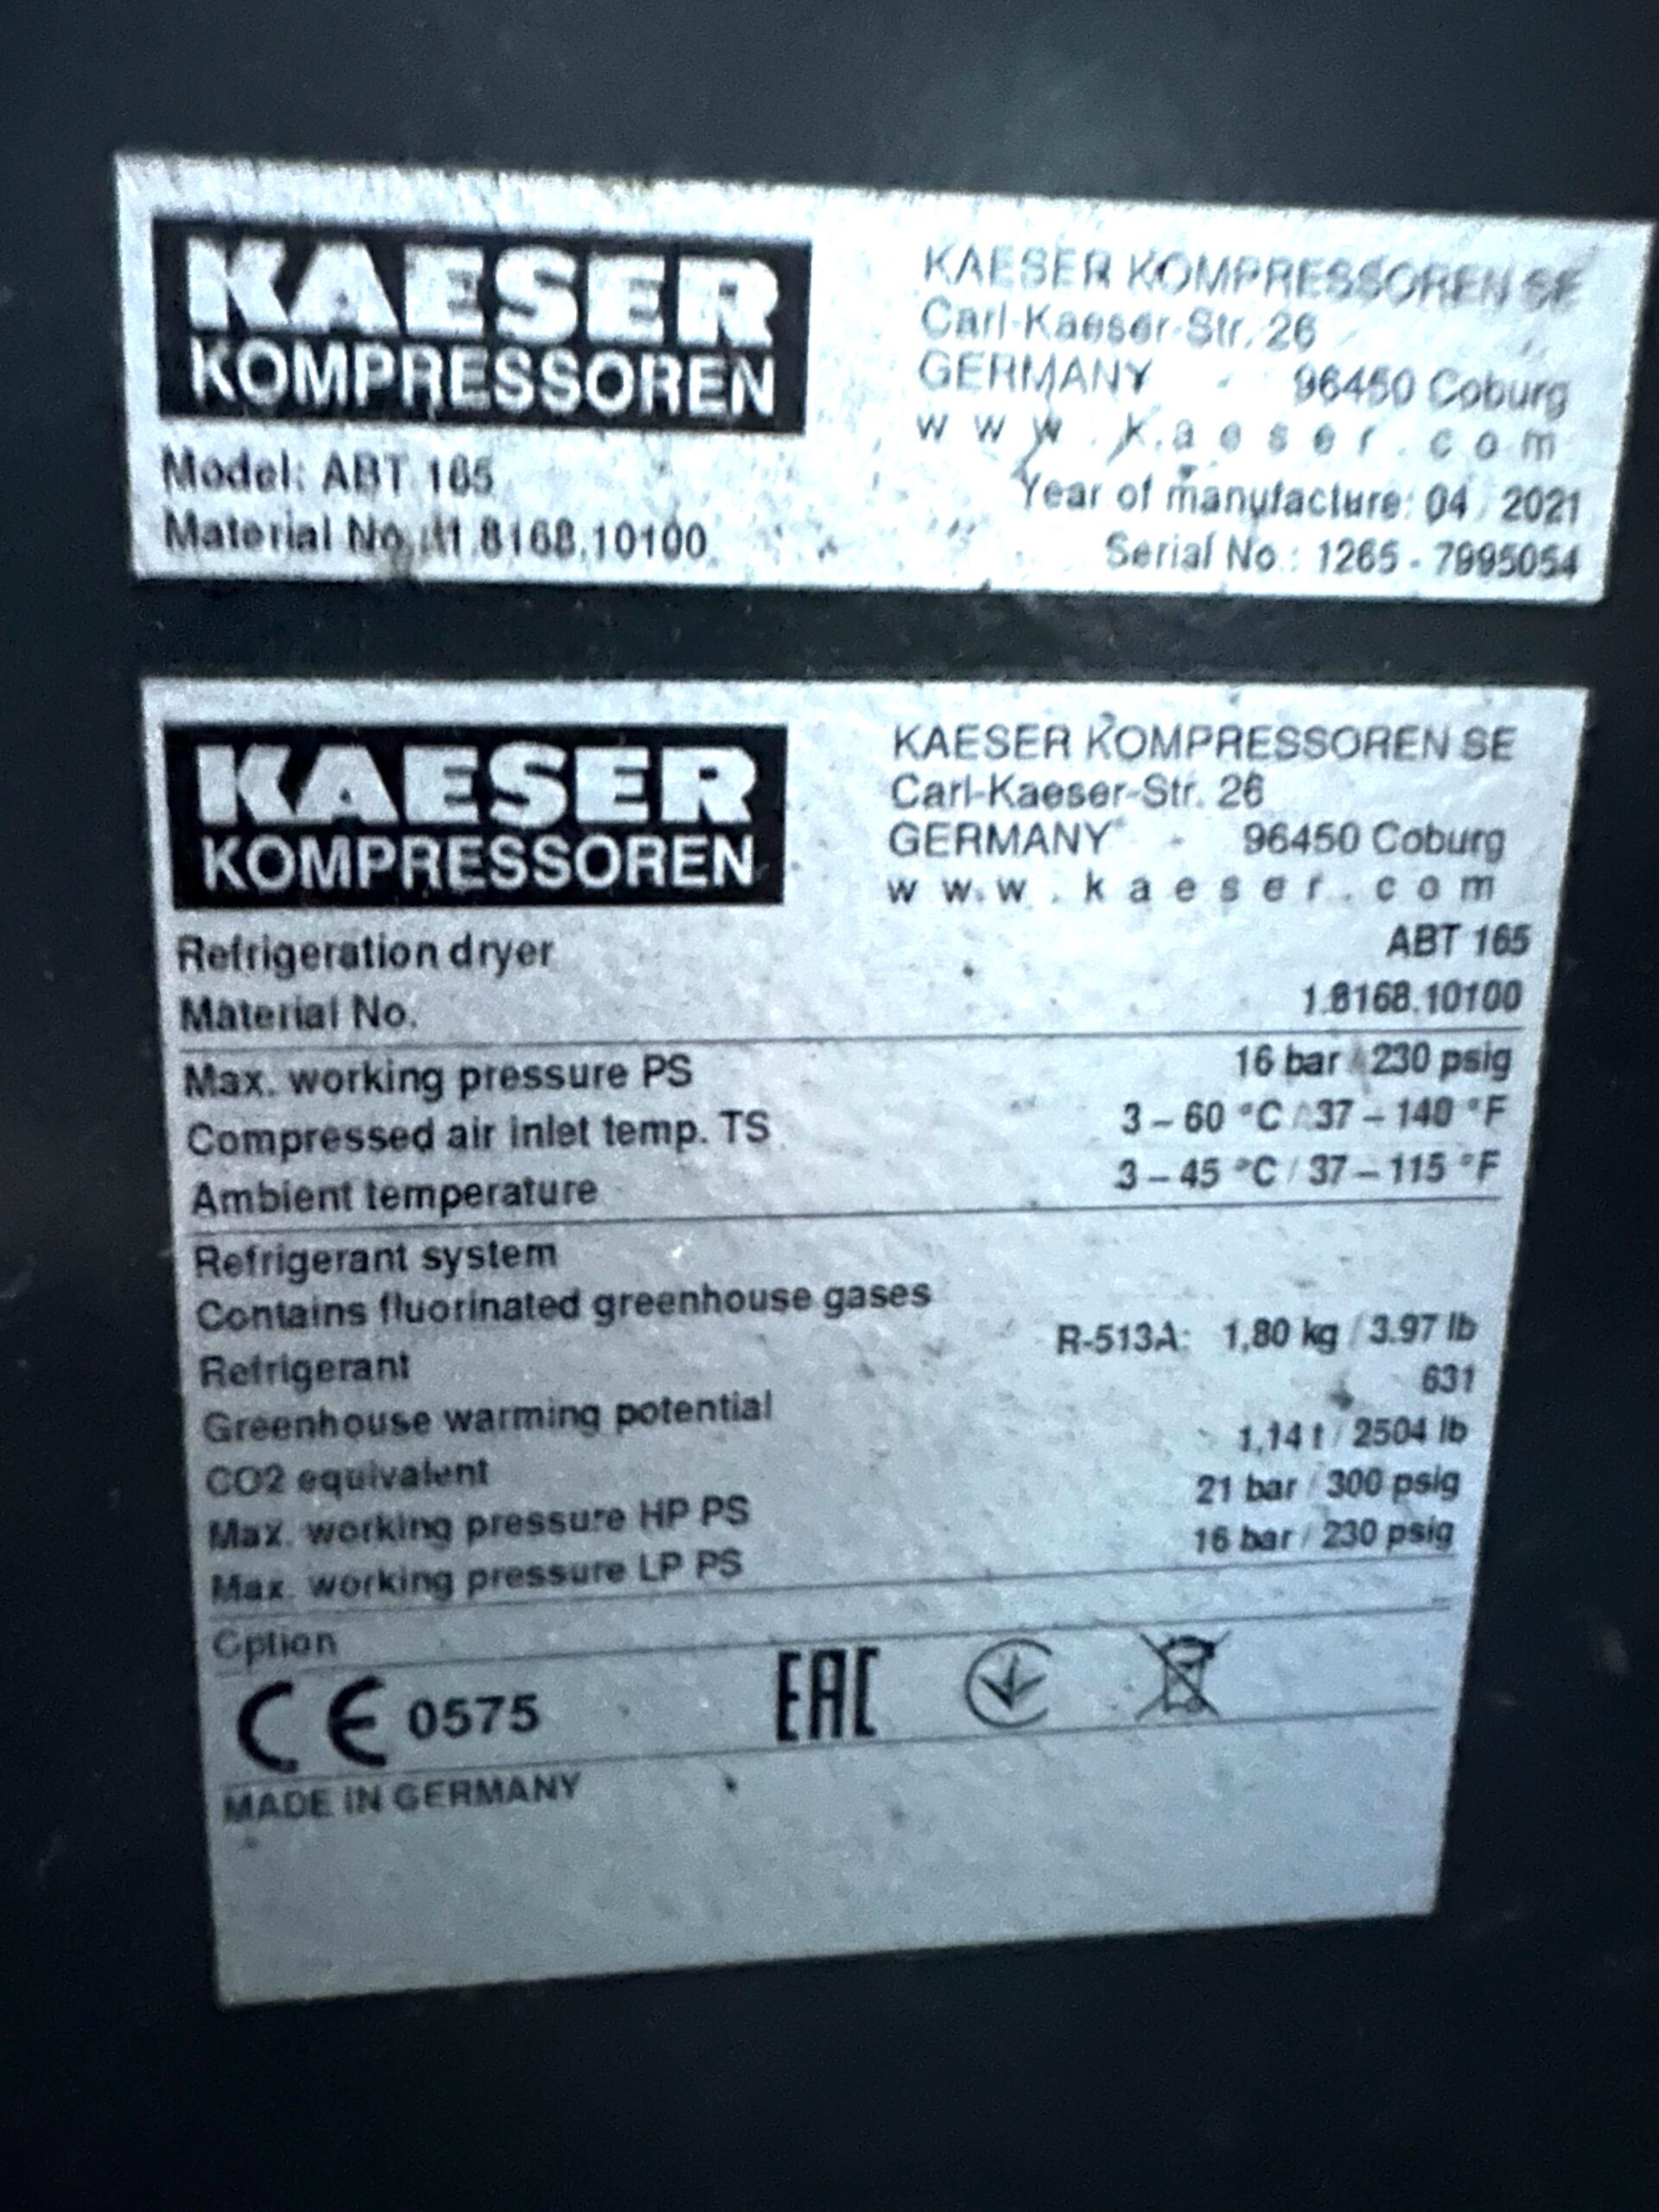 KAESER
KOMPRESSOREN
KAESER KOMPRESSOREN SE
Carl-Kaeser-Str. 26
GERMANY - 96450 Coburg
www.kaeser.com
Model: ABT 165
Year of manufacture: 04 / 2021
Material No.: 1.8168.10100
Serial No.: 1265 - 7995054
KAESER
KOMPRESSOREN
KAESER KOMPRESSOREN SE
Carl-Kaeser-Str. 26
GERMANY - 96450 Coburg
www.kaeser.com
Refrigeration dryer ABT 165
Material No. 1.8168.10100
Max. working pressure PS 16 bar / 230 psig
Compressed air inlet temp. TS 3 – 60 °C / 37 – 140 °F
Ambient temperature 3 – 45 °C / 37 – 115 °F
Refrigerant system
Contains fluorinated greenhouse gases
Refrigerant R-513A: 1,80 kg / 3.97 lb
Greenhouse warming potential 631
CO2 equivalent 1,14 t / 2504 lb
Max. working pressure HP PS 21 bar / 300 psig
Max. working pressure LP PS 16 bar / 230 psig
Option --
CE 0575 EAC
MADE IN GERMANY